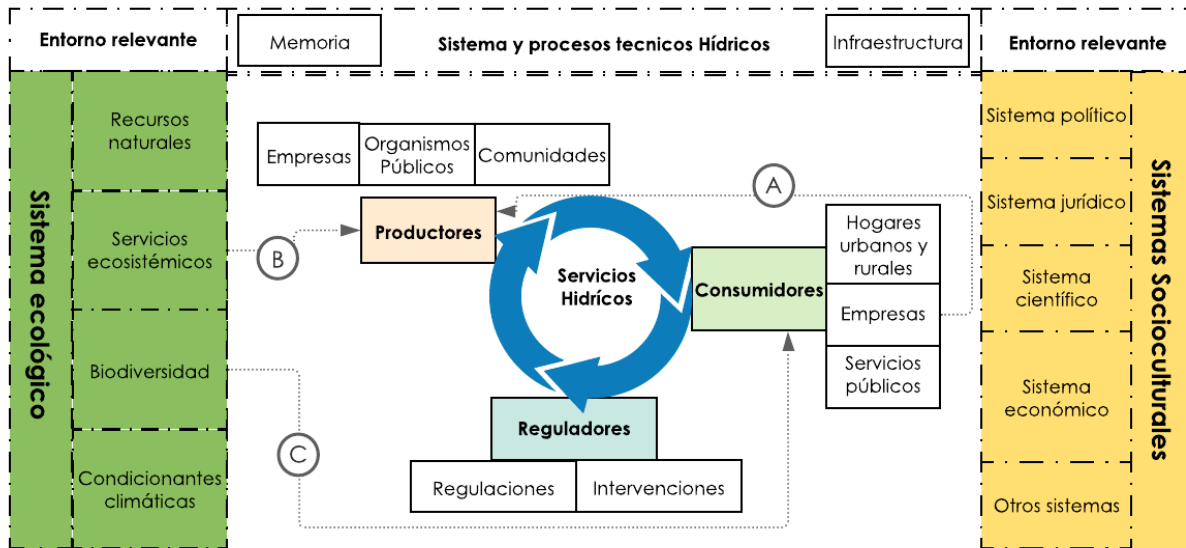 Entorno relevante
Memoria
Sistema y procesos tecnicos Hídricos
Infraestructura
Entorno relevante
Sistema ecológico
Recursos
naturales
Servicios
ecosistémicos
Biodiversidad
Condicionantes
climáticas
Empresas
Organismos
Públicos
Comunidades
A
B
C
Productores
Servicios
Hidrícos
Consumidores
Hogares
urbanos y
rurales
Empresas
Servicios
públicos
Reguladores
Regulaciones
Intervenciones
Sistema político
Sistema jurídico
Sistema
científico
Sistema
económico
Otros sistemas
Sistemas Socioculturales